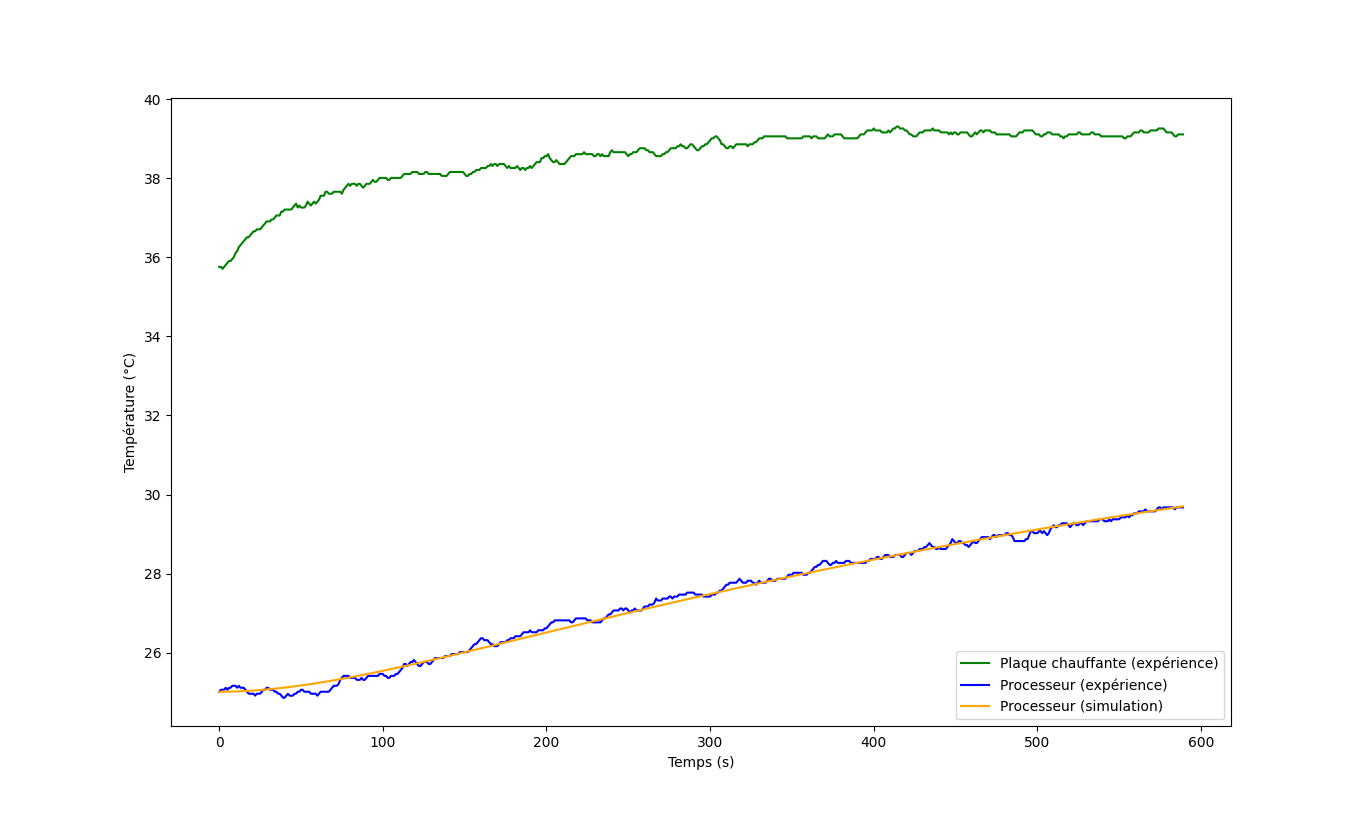 40
38
36
34
32
30
28
26
Température (°C)
0 100 200 300 400 500 600
Temps (s)
Plaque chauffante (expérience)
Processeur (expérience)
Processeur (simulation)